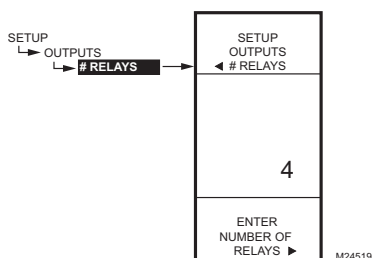 SETUP
OUTPUTS
# RELAYS
SETUP
OUTPUTS
◄ # RELAYS
4
ENTER
NUMBER OF
RELAYS ►
M24519